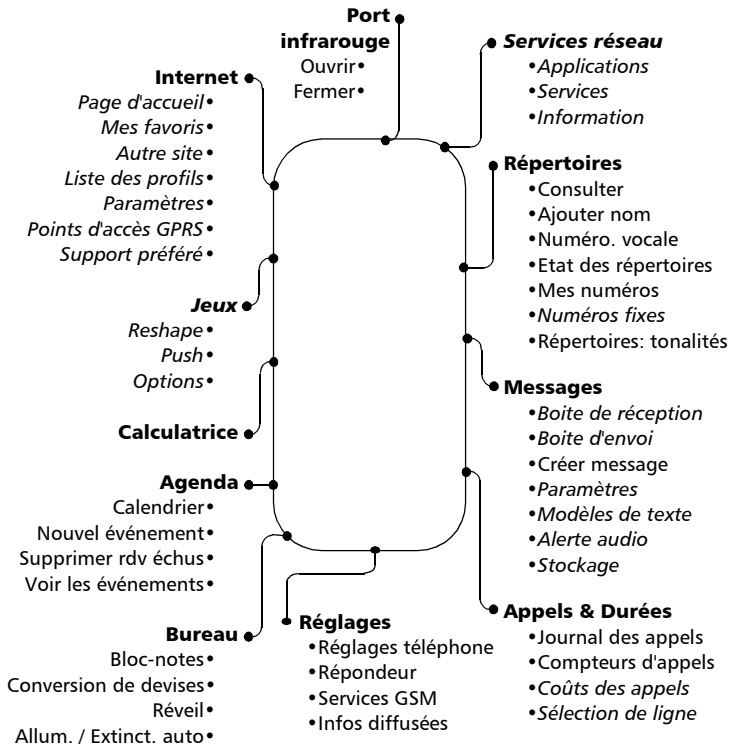 Port
infrarouge
Ouvrir•
Fermer•
Services réseau
•Applications
•Services
•Information
Internet
Page d'accueil•
Mes favoris•
Autre site•
Liste des profils•
Paramètres•
Points d'accès GPRS•
Support préféré•
Répertoires
•Consulter
•Ajouter nom
•Numéro. vocale
•Etat des répertoires
•Mes numéros
•Numéros fixes
•Répertoires: tonalités
Jeux
Reshape•
Push•
Options•
Messages
•Boite de réception
•Boite d'envoi
•Créer message
•Paramètres
•Modèles de texte
•Alerte audio
•Stockage
Calculatrice
Agenda
Calendrier•
Nouvel événement•
Supprimer rdv échus•
Voir les événements•
Appels & Durées
•Journal des appels
•Compteurs d'appels
•Coûts des appels
•Sélection de ligne
Bureau
Bloc-notes•
Conversion de devises•
Réveil•
Allum. / Extinct. auto•
Réglages
•Réglages téléphone
•Répondeur
•Services GSM
•Infos diffusées